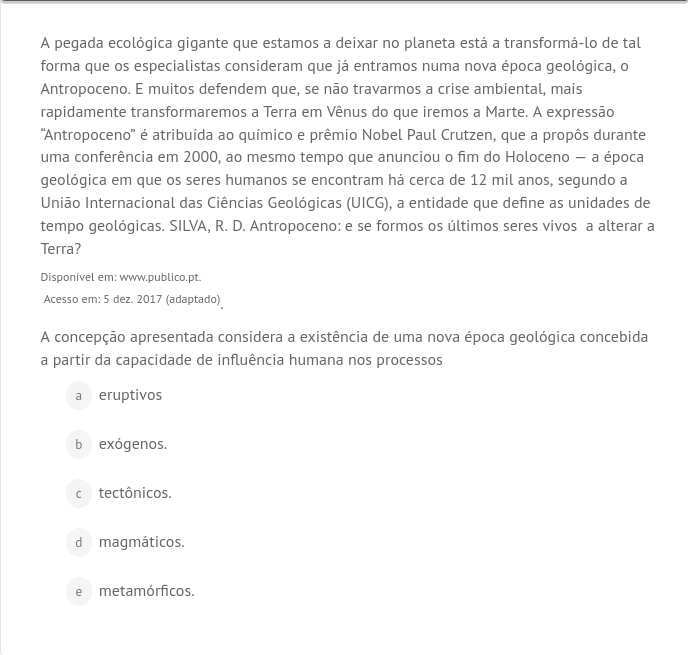 A pegada ecológica gigante que estamos a deixar no planeta está a transformá-lo de tal
forma que os especialistas consideram que já entramos numa nova época geológica, o
Antropoceno. E muitos defendem que, se não travarmos a crise ambiental, mais
rapidamente transformaremos a Terra em Vênus do que iremos a Marte. A expressão
“Antropoceno” é atribuída ao químico e prêmio Nobel Paul Crutzen, que a propôs durante
uma conferência em 2000, ao mesmo tempo que anunciou o fim do Holoceno — a época
geológica em que os seres humanos se encontram há cerca de 12 mil anos, segundo a
União Internacional das Ciências Geológicas (UICG), a entidade que define as unidades de
tempo geológicas. SILVA, R. D. Antropoceno: e se formos os últimos seres vivos  a alterar a
Terra?
Disponível em: www.publico.pt.
Acesso em: 5 dez. 2017 (adaptado).
A concepção apresentada considera a existência de uma nova época geológica concebida
a partir da capacidade de influência humana nos processos
a eruptivos
b exógenos.
c tectônicos.
d magmáticos.
e metamórficos.